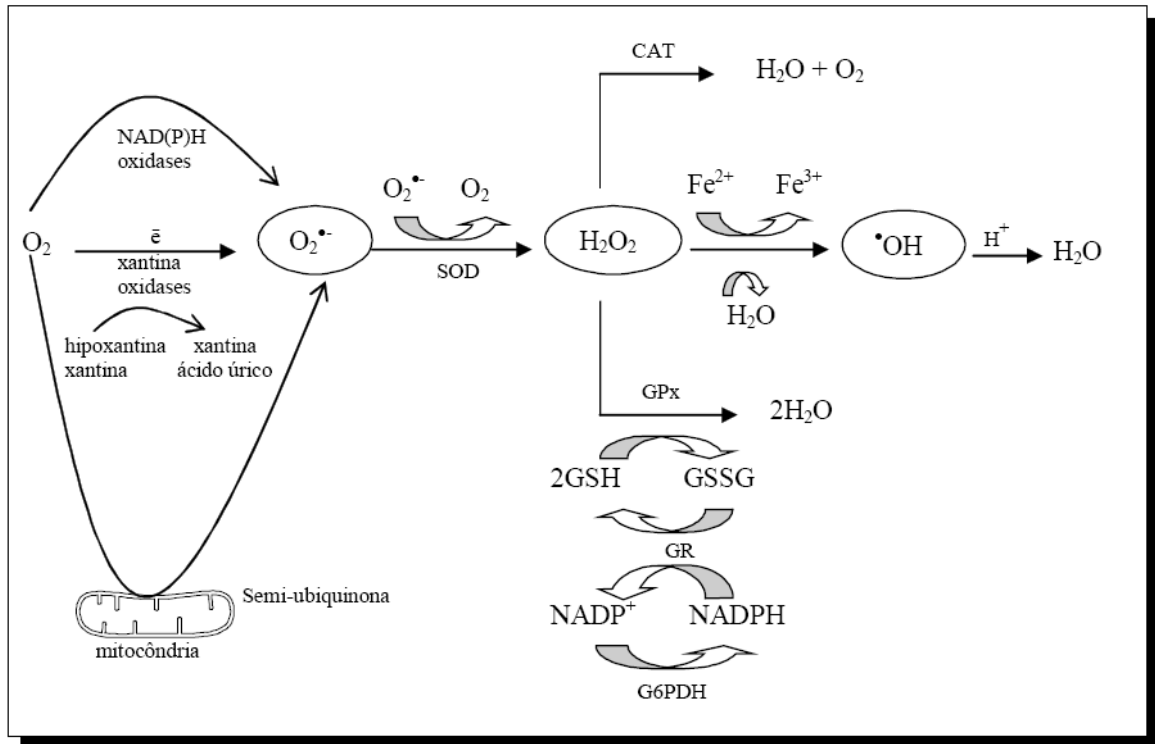 CAT
H₂O + O₂
NAD(P)H
oxidases
O₂
ē
xantina
oxidases
hipoxantina
xantina
xantina
ácido úrico
O₂•-
O₂•- O₂
SOD
H₂O₂
Fe²⁺ Fe³⁺
H₂O
•OH
H⁺
H₂O
GPx
2H₂O
2GSH GSSG
GR
NADP⁺ NADPH
G6PDH
Semi-ubiquinona
mitocôndria